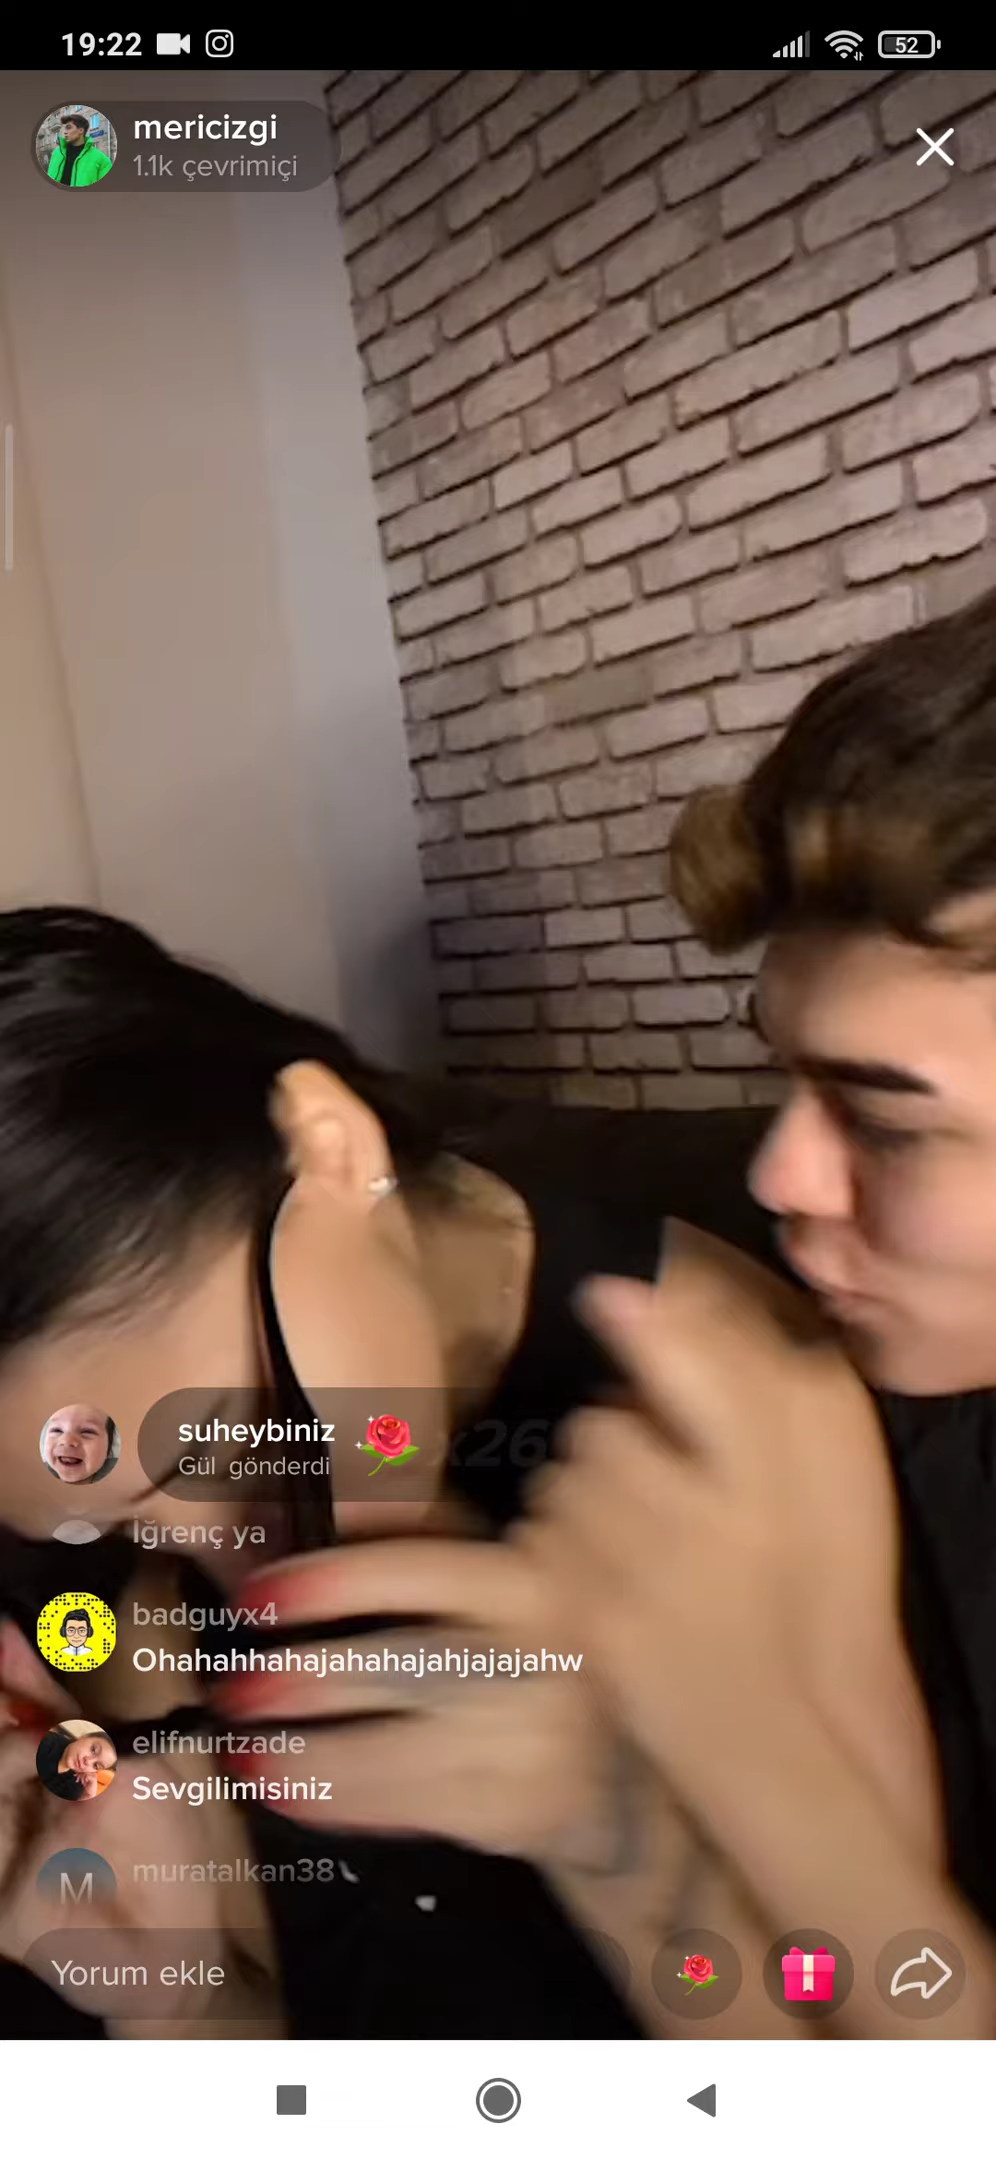 19:22
52
mericizgi
1.1k çevrimiçi
suheybiniz
Gül gönderdi
x26
İğrenç ya
badguyx4
Ohahahhahajahahajahjajajahw
elifnurtzade
Sevgilimisiniz
M
muratalkan38
Yorum ekle